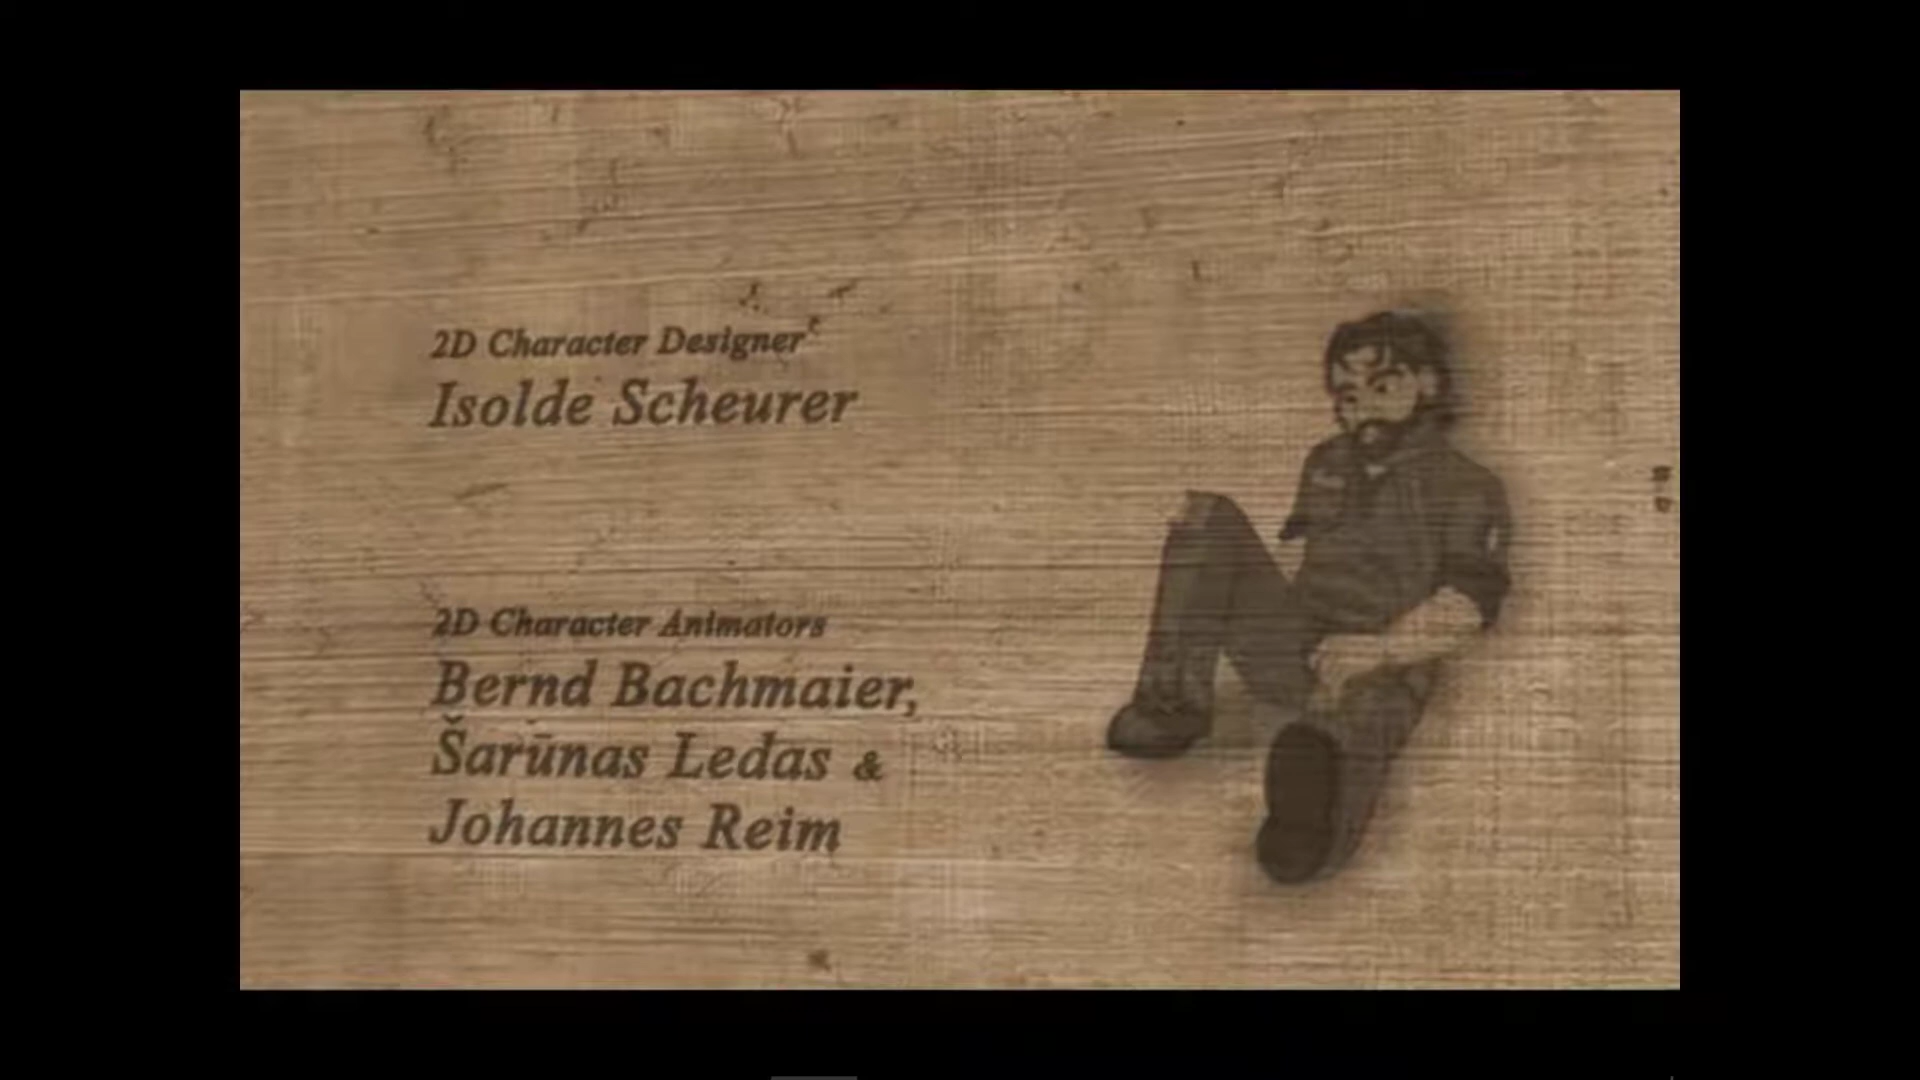 2D Character Designer
Isolde Scheurer
2D Character Animators
Bernd Bachmaier,
Šarūnas Ledas &
Johannes Reim